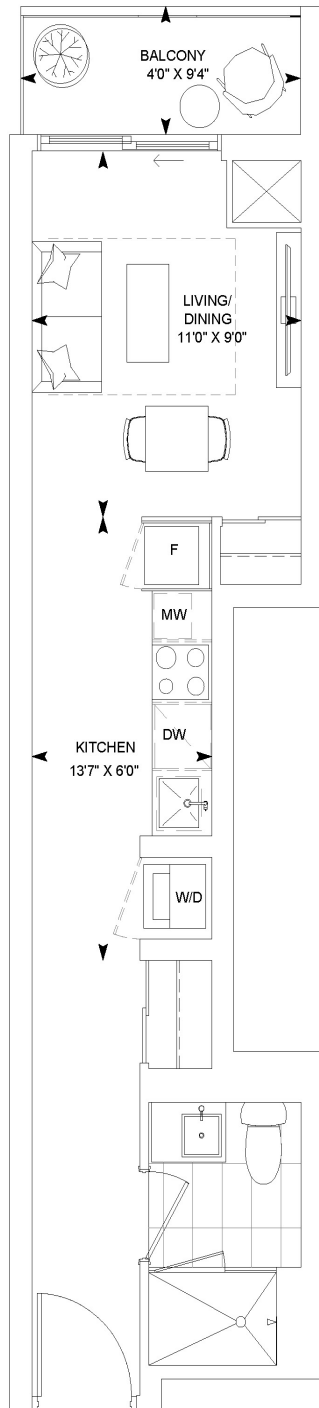 BALCONY
4'0" X 9'4"
LIVING/
DINING
11'0" X 9'0"
F
MW
DW
KITCHEN
13'7" X 6'0"
W/D